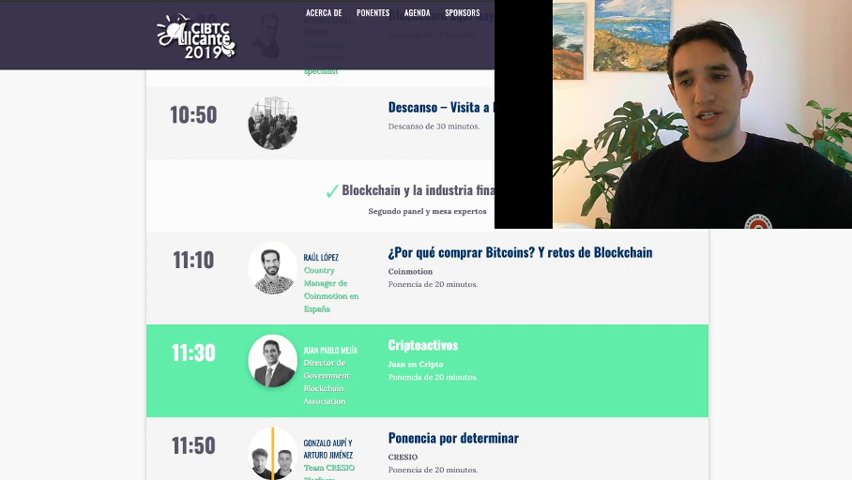 CIBTC
Alicante
2019
ACERCA DE
PONENTES
AGENDA
SPONSORS
specialist
10:50
Descanso – Visita a
Descanso de 30 minutos.
✓Blockchain y la industria fina
Segundo panel y mesa expertos
11:10
RAÚL LÓPEZ
Country
Manager de
Coinmotion en
España
¿Por qué comprar Bitcoins? Y retos de Blockchain
Coinmotion
Ponencia de 20 minutos.
11:30
JUAN PABLO MEJÍA
Director de
Government
Blockchain
Association
Criptoactivos
Juan en Cripto
Ponencia de 20 minutos.
11:50
GONZALO AUPÍ Y
ARTURO JIMÉNEZ
Team CRESIO
Ponencia por determinar
CRESIO
Ponencia de 20 minutos.